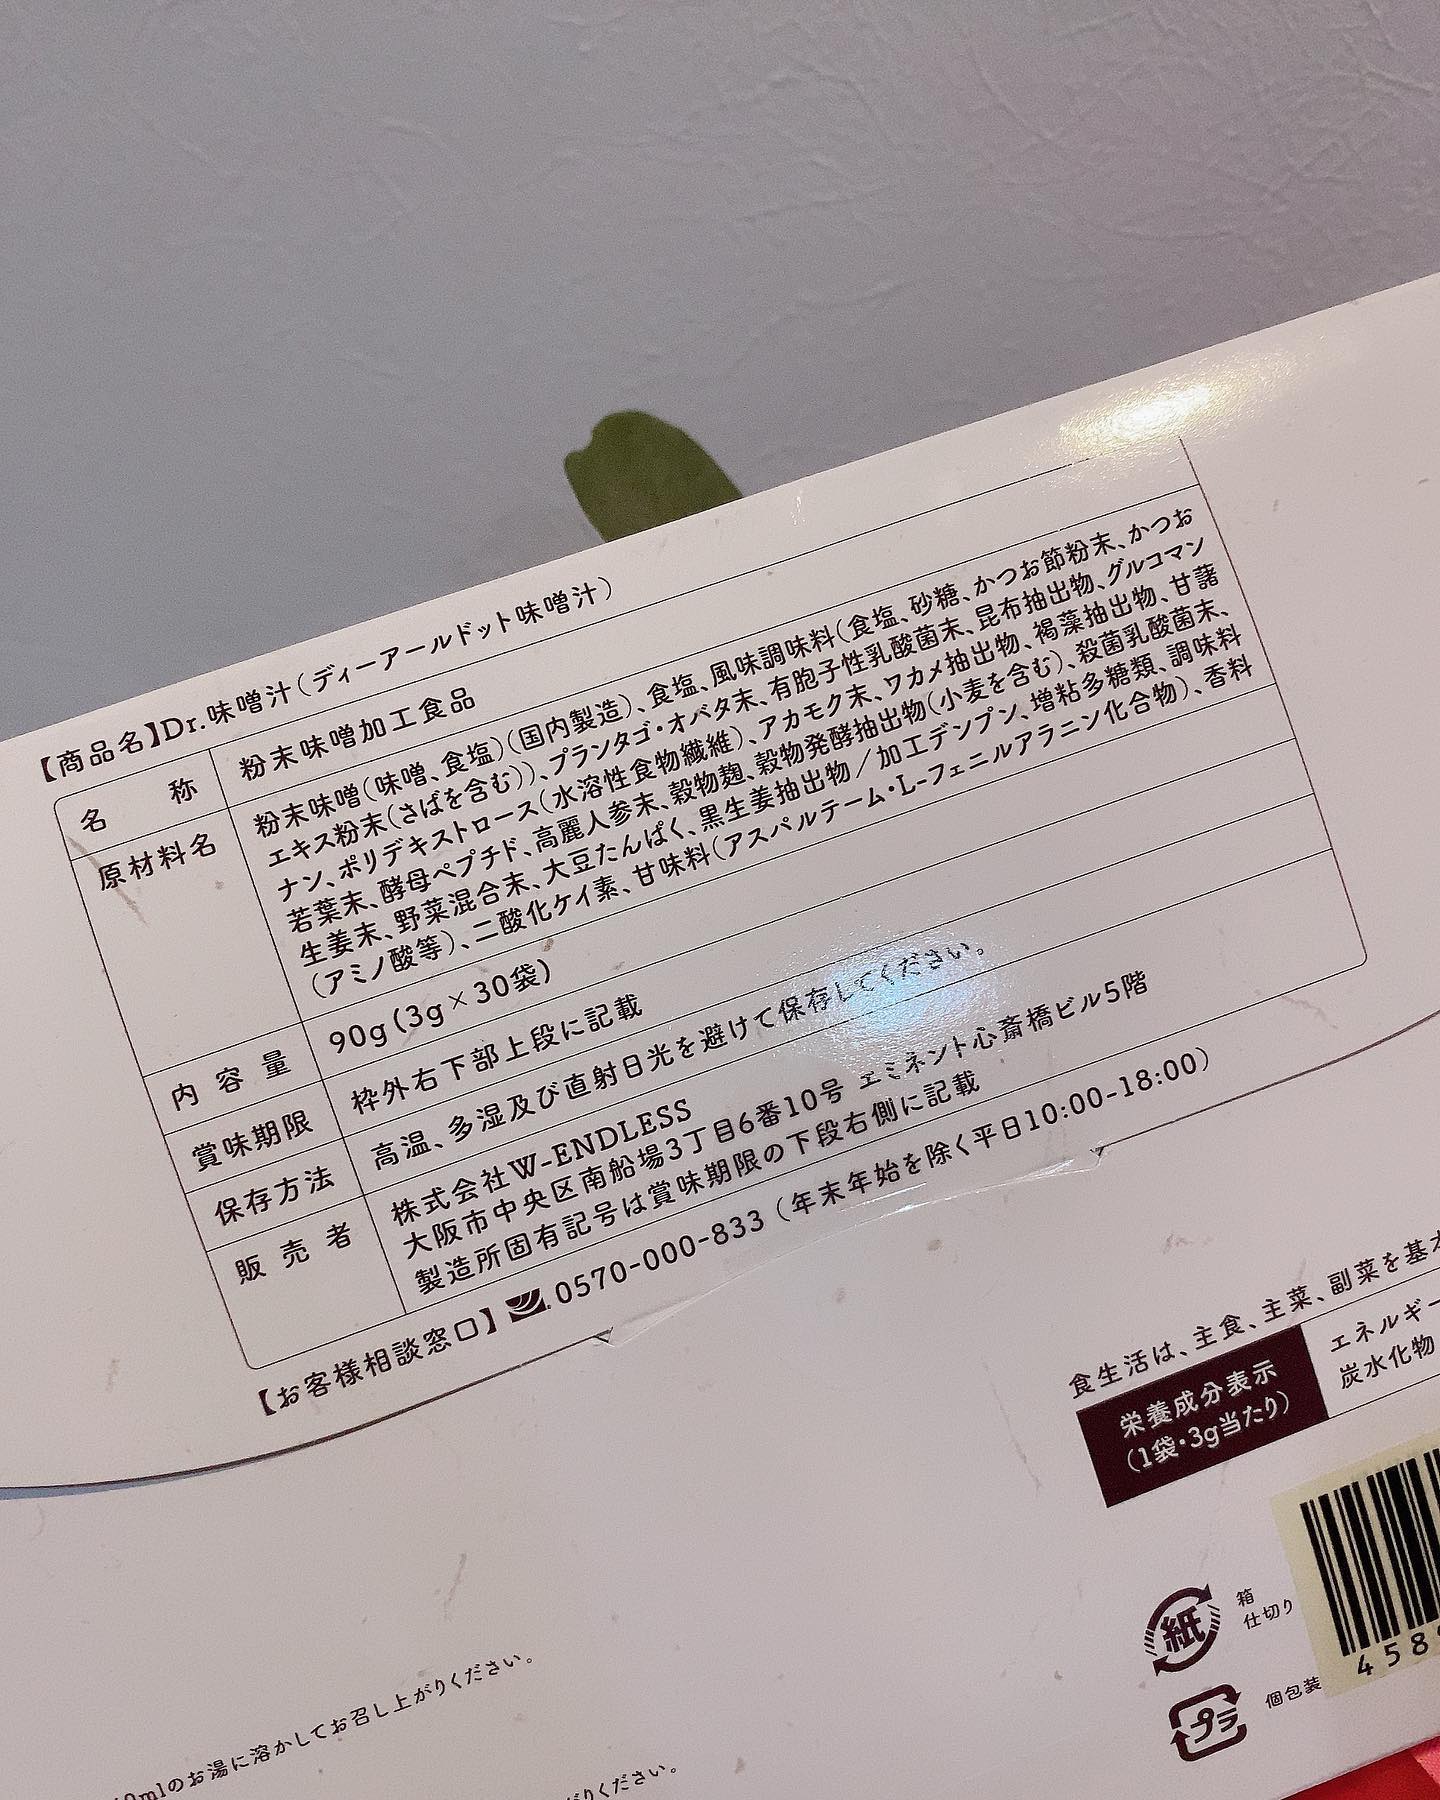 【商品名】Dr.味噌汁(ディーアールドット味噌汁)
名称 粉末味噌加工食品
原材料名 粉末味噌(味噌、食塩)(国内製造)、食塩、風味調味料(食塩、砂糖、かつお節粉末、かつお
エキス粉末(さばを含む))、プランタゴ・オバタ末、有胞子性乳酸菌末、昆布抽出物、グルコマン
ナン、ポリデキストロース(水溶性食物繊維)、アカモク末、ワカメ抽出物、褐藻抽出物、甘藷
若葉末、酵母ペプチド、高麗人参末、穀物麹、穀物発酵抽出物(小麦を含む)、殺菌乳酸菌末、
生姜末、野菜混合末、大豆たんぱく、黒生姜抽出物/加工デンプン、増粘多糖類、調味料
(アミノ酸等)、二酸化ケイ素、甘味料(アスパルテーム・L-フェニルアラニン化合物)、香料
内容量 90g(3g×30袋)
賞味期限 枠外右下部上段に記載
保存方法 高温、多湿及び直射日光を避けて保存してください。
販売者 株式会社W-ENDLESS
大阪市中央区南船場3丁目6番10号 エミネント心斎橋ビル5階
製造所固有記号は賞味期限の下段右側に記載
【お客様相談窓口】0570-000-833(年末年始を除く平日10:00-18:00)
食生活は、主食、主菜、副菜を基本
栄養成分表示
(1袋・3g当たり)
エネルギー
炭水化物
紙
箱
仕切り
プラ
個包装
458
0mlのお湯に溶かしてお召し上がりください。
がりください。